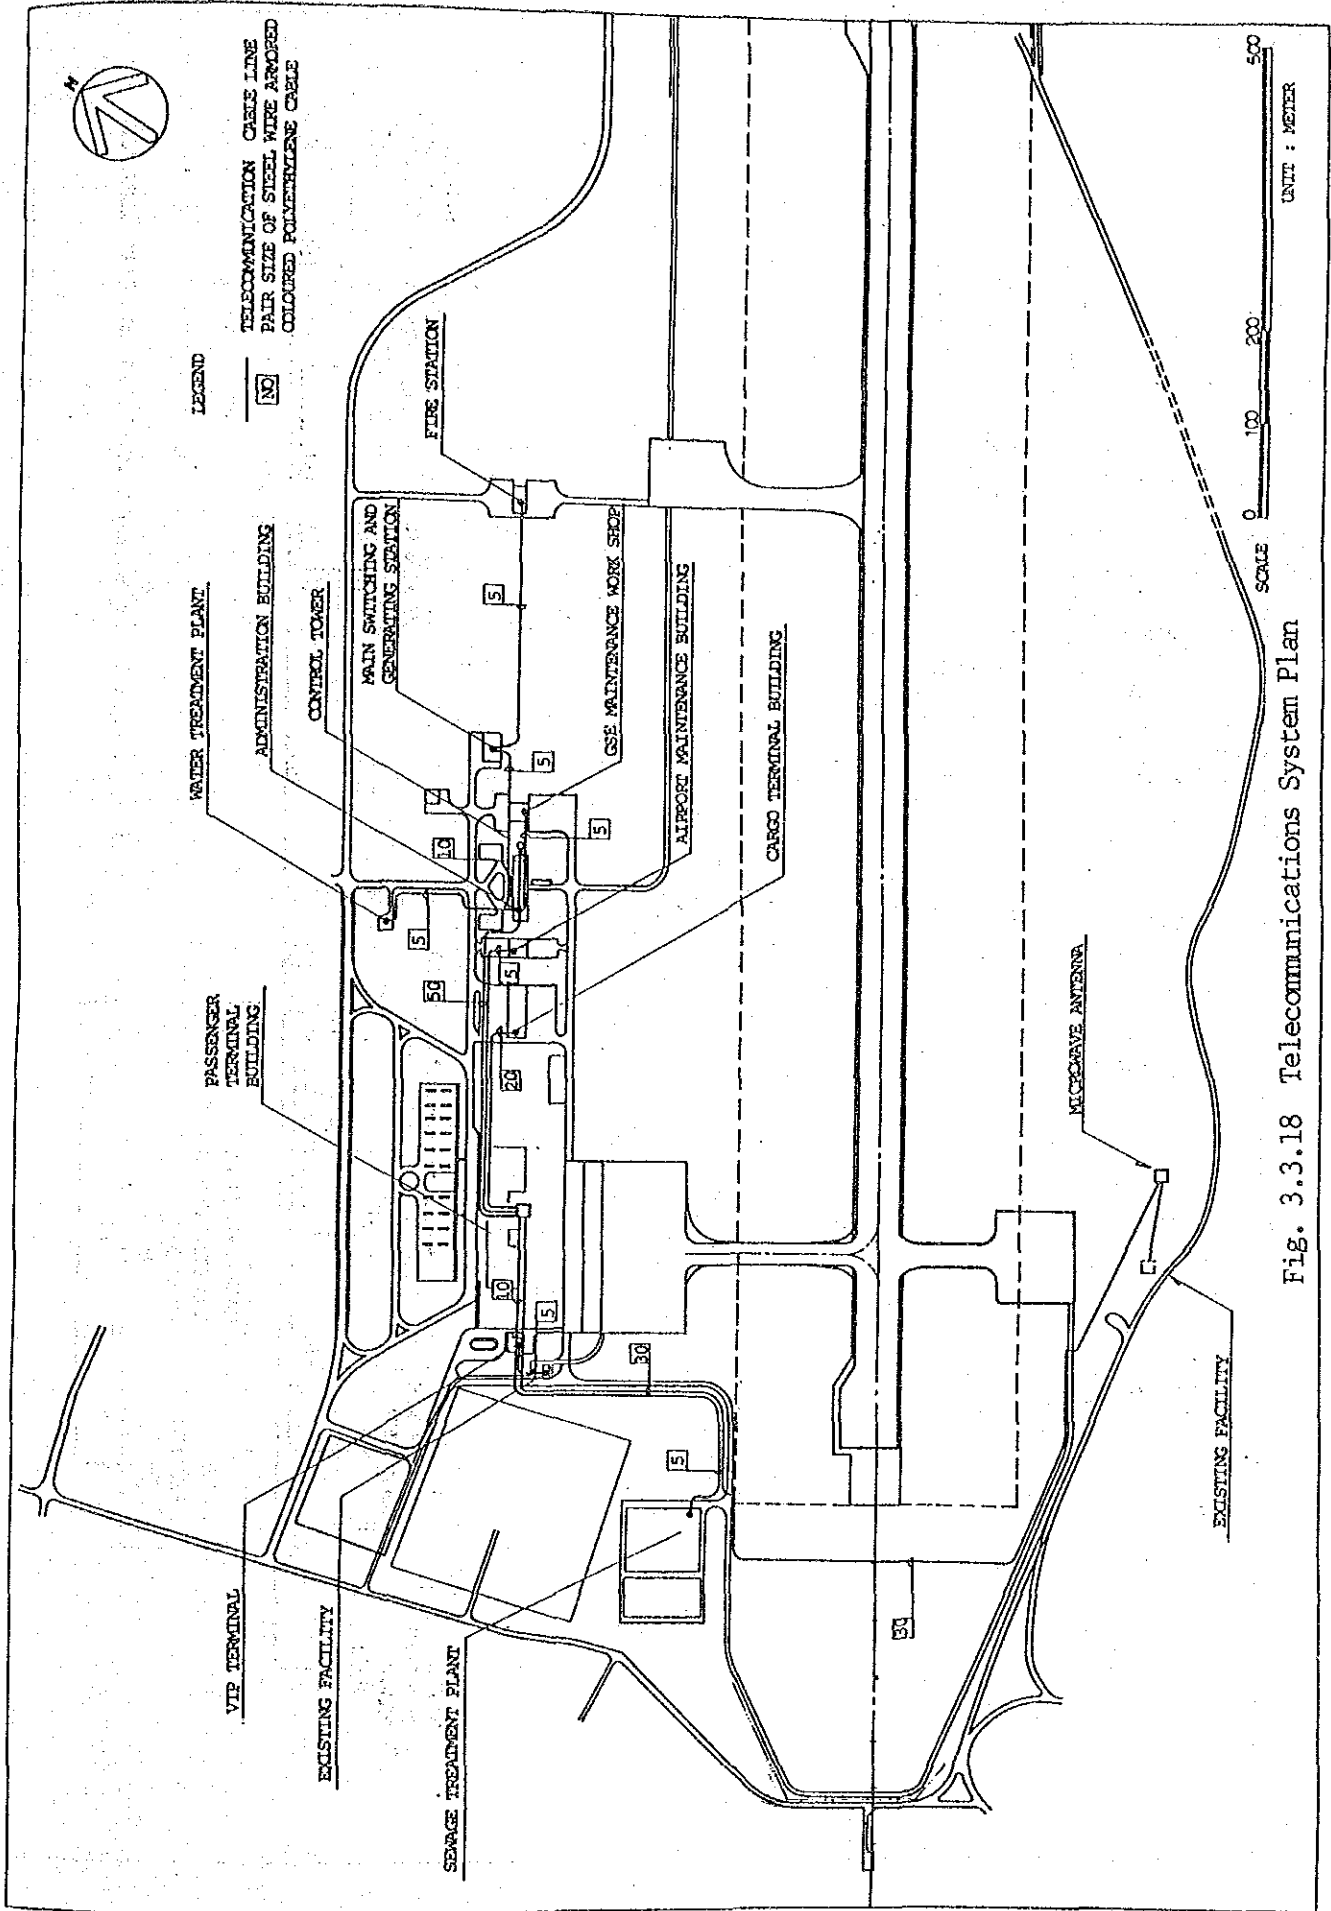 N
LEGEND
TELECOMMUNICATION CABLE LINE
NO PAIR SIZE OF STEEL WIRE ARMORED
COLOURED POLYETHYLENE CABLE
WATER TREATMENT PLANT
ADMINISTRATION BUILDING
CONTROL TOWER
MAIN SWITCHING AND
GENERATING STATION
FIRE STATION
PASSENGER
TERMINAL
BUILDING
GSE MAINTENANCE WORK SHOP
AIRPORT MAINTENANCE BUILDING
CARGO TERMINAL BUILDING
5
5
10
5
5
50
5
20
10
5
30
5
30
VIP TERMINAL
EXISTING FACILITY
SEWAGE TREATMENT PLANT
MICROWAVE ANTENNA
EXISTING FACILITY
SCALE 0 100 200 500
UNIT : METER
Fig. 3.3.18 Telecommunications System Plan